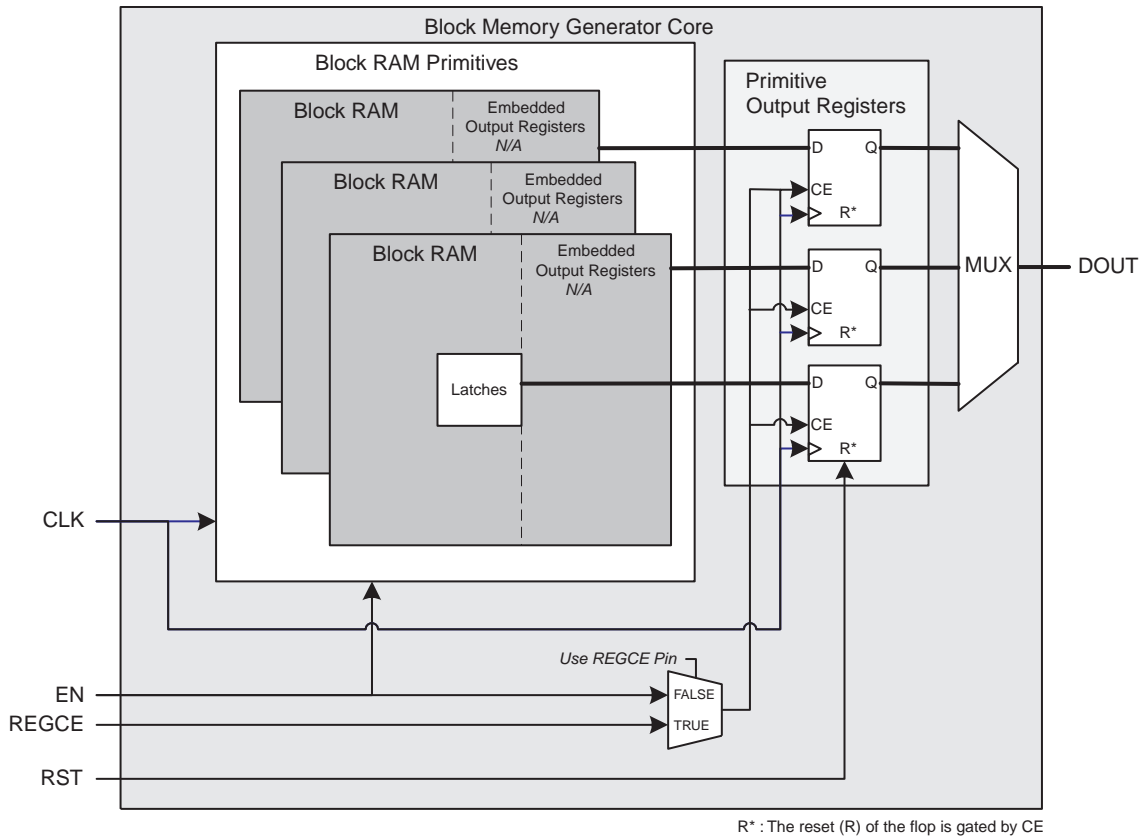 Block Memory Generator Core
Block RAM Primitives
Block RAM
Embedded
Output Registers
N/A
Block RAM
Embedded
Output Registers
N/A
Block RAM
Embedded
Output Registers
N/A
Latches
Primitive
Output Registers
D Q
CE
R*
D Q
CE
R*
D Q
CE
R*
MUX
DOUT
CLK
Use REGCE Pin
EN
FALSE
REGCE
TRUE
RST
R* : The reset (R) of the flop is gated by CE